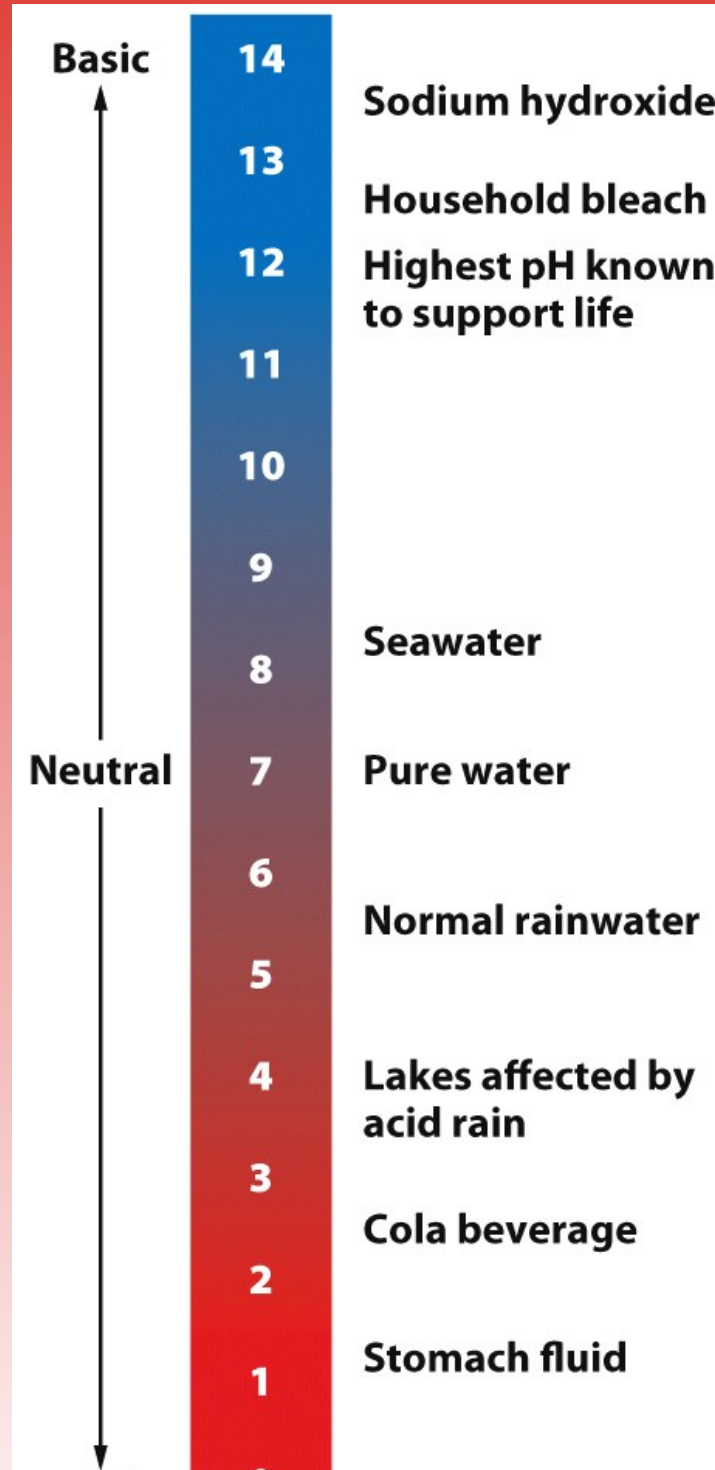 Basic
14
Sodium hydroxide
13
Household bleach
12
Highest pH known
to support life
11
10
9
Seawater
8
Neutral
7
Pure water
6
Normal rainwater
5
4
Lakes affected by
acid rain
3
Cola beverage
2
Stomach fluid
1